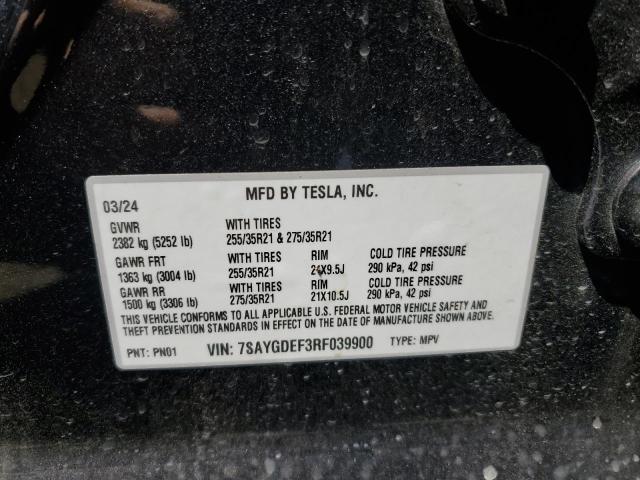 MFD BY TESLA, INC.
03/24
GVWR WITH TIRES
2382 kg (5252 lb) 255/35R21 & 275/35R21
GAWR FRT WITH TIRES RIM COLD TIRE PRESSURE
1363 kg (3004 lb) 255/35R21 21X9.5J 290 kPa, 42 psi
GAWR RR WITH TIRES RIM COLD TIRE PRESSURE
1500 kg (3306 lb) 275/35R21 21X10.5J 290 kPa, 42 psi
THIS VEHICLE CONFORMS TO ALL APPLICABLE U.S. FEDERAL MOTOR VEHICLE SAFETY AND
THEFT PREVENTION STANDARDS IN EFFECT ON THE DATE OF MANUFACTURE SHOWN ABOVE.
PNT: PN01 VIN: 7SAYGDEF3RF039900 TYPE: MPV